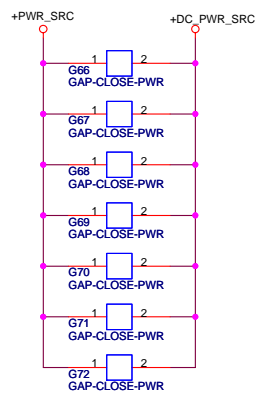 +PWR_SRC
+DC_PWR_SRC
1 2
G66
GAP-CLOSE-PWR
1 2
G67
GAP-CLOSE-PWR
1 2
G68
GAP-CLOSE-PWR
1 2
G69
GAP-CLOSE-PWR
1 2
G70
GAP-CLOSE-PWR
1 2
G71
GAP-CLOSE-PWR
1 2
G72
GAP-CLOSE-PWR